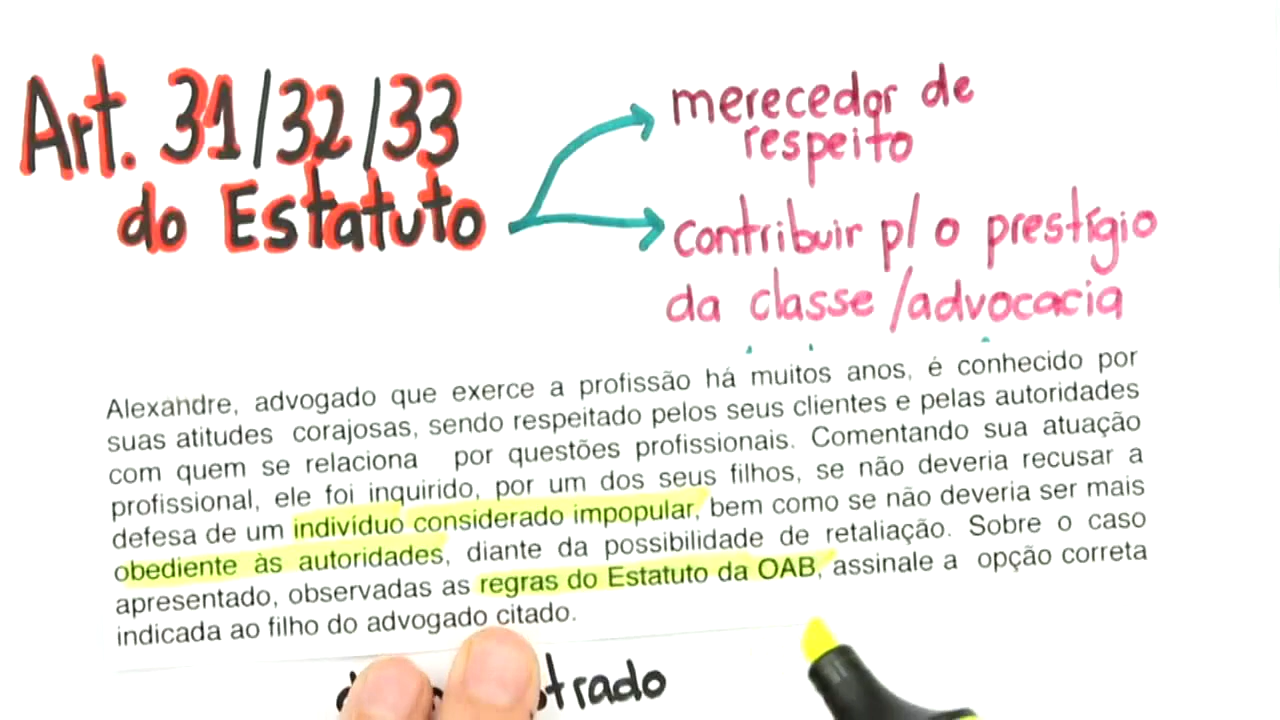 Art. 31/32/33
do Estatuto
merecedor de
respeito
contribuir p/ o prestígio
da classe/advocacia
Alexandre, advogado que exerce a profissão há muitos anos, é conhecido por
suas atitudes corajosas, sendo respeitado pelos seus clientes e pelas autoridades
com quem se relaciona por questões profissionais. Comentando sua atuação
profissional, ele foi inquirido, por um dos seus filhos, se não deveria recusar a
defesa de um indivíduo considerado impopular, bem como se não deveria ser mais
obediente às autoridades, diante da possibilidade de retaliação. Sobre o caso
apresentado, observadas as regras do Estatuto da OAB, assinale a opção correta
indicada ao filho do advogado citado.